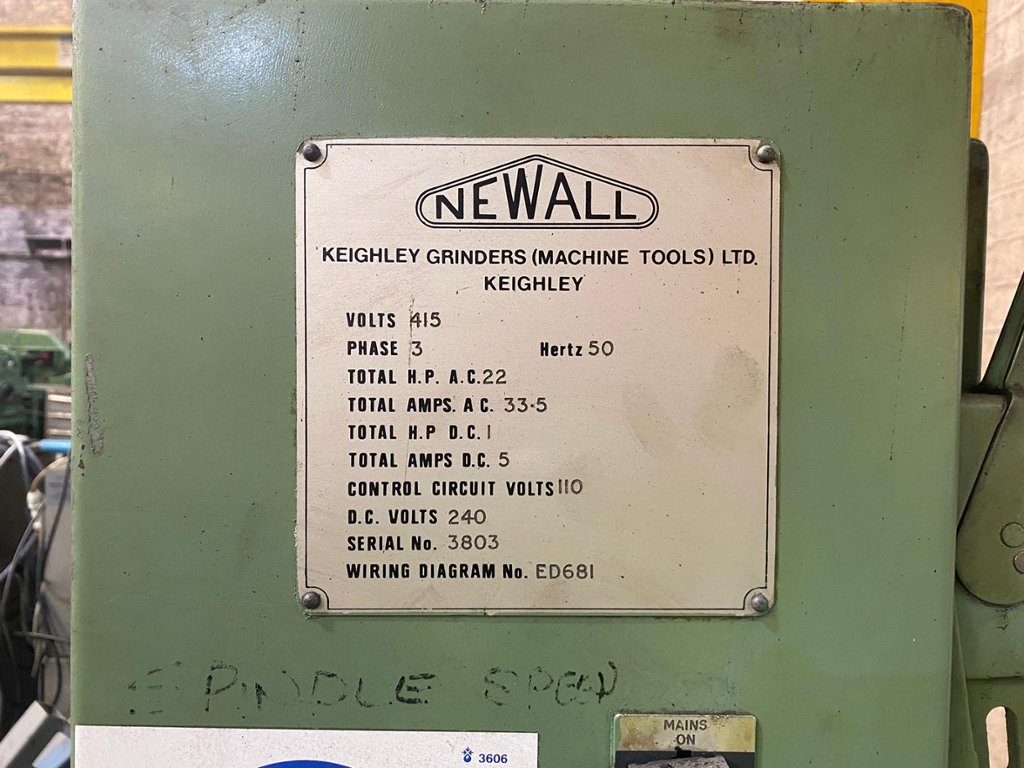 NEWALL
KEIGHLEY GRINDERS (MACHINE TOOLS) LTD.
KEIGHLEY
VOLTS 415
PHASE 3 Hertz 50
TOTAL H.P. A.C. 22
TOTAL AMPS. A C. 33·5
TOTAL H.P D.C. 1
TOTAL AMPS D.C. 5
CONTROL CIRCUIT VOLTS 110
D.C. VOLTS 240
SERIAL No. 3803
WIRING DIAGRAM No. ED681
SPINDLE SPEED
MAINS
ON
3606